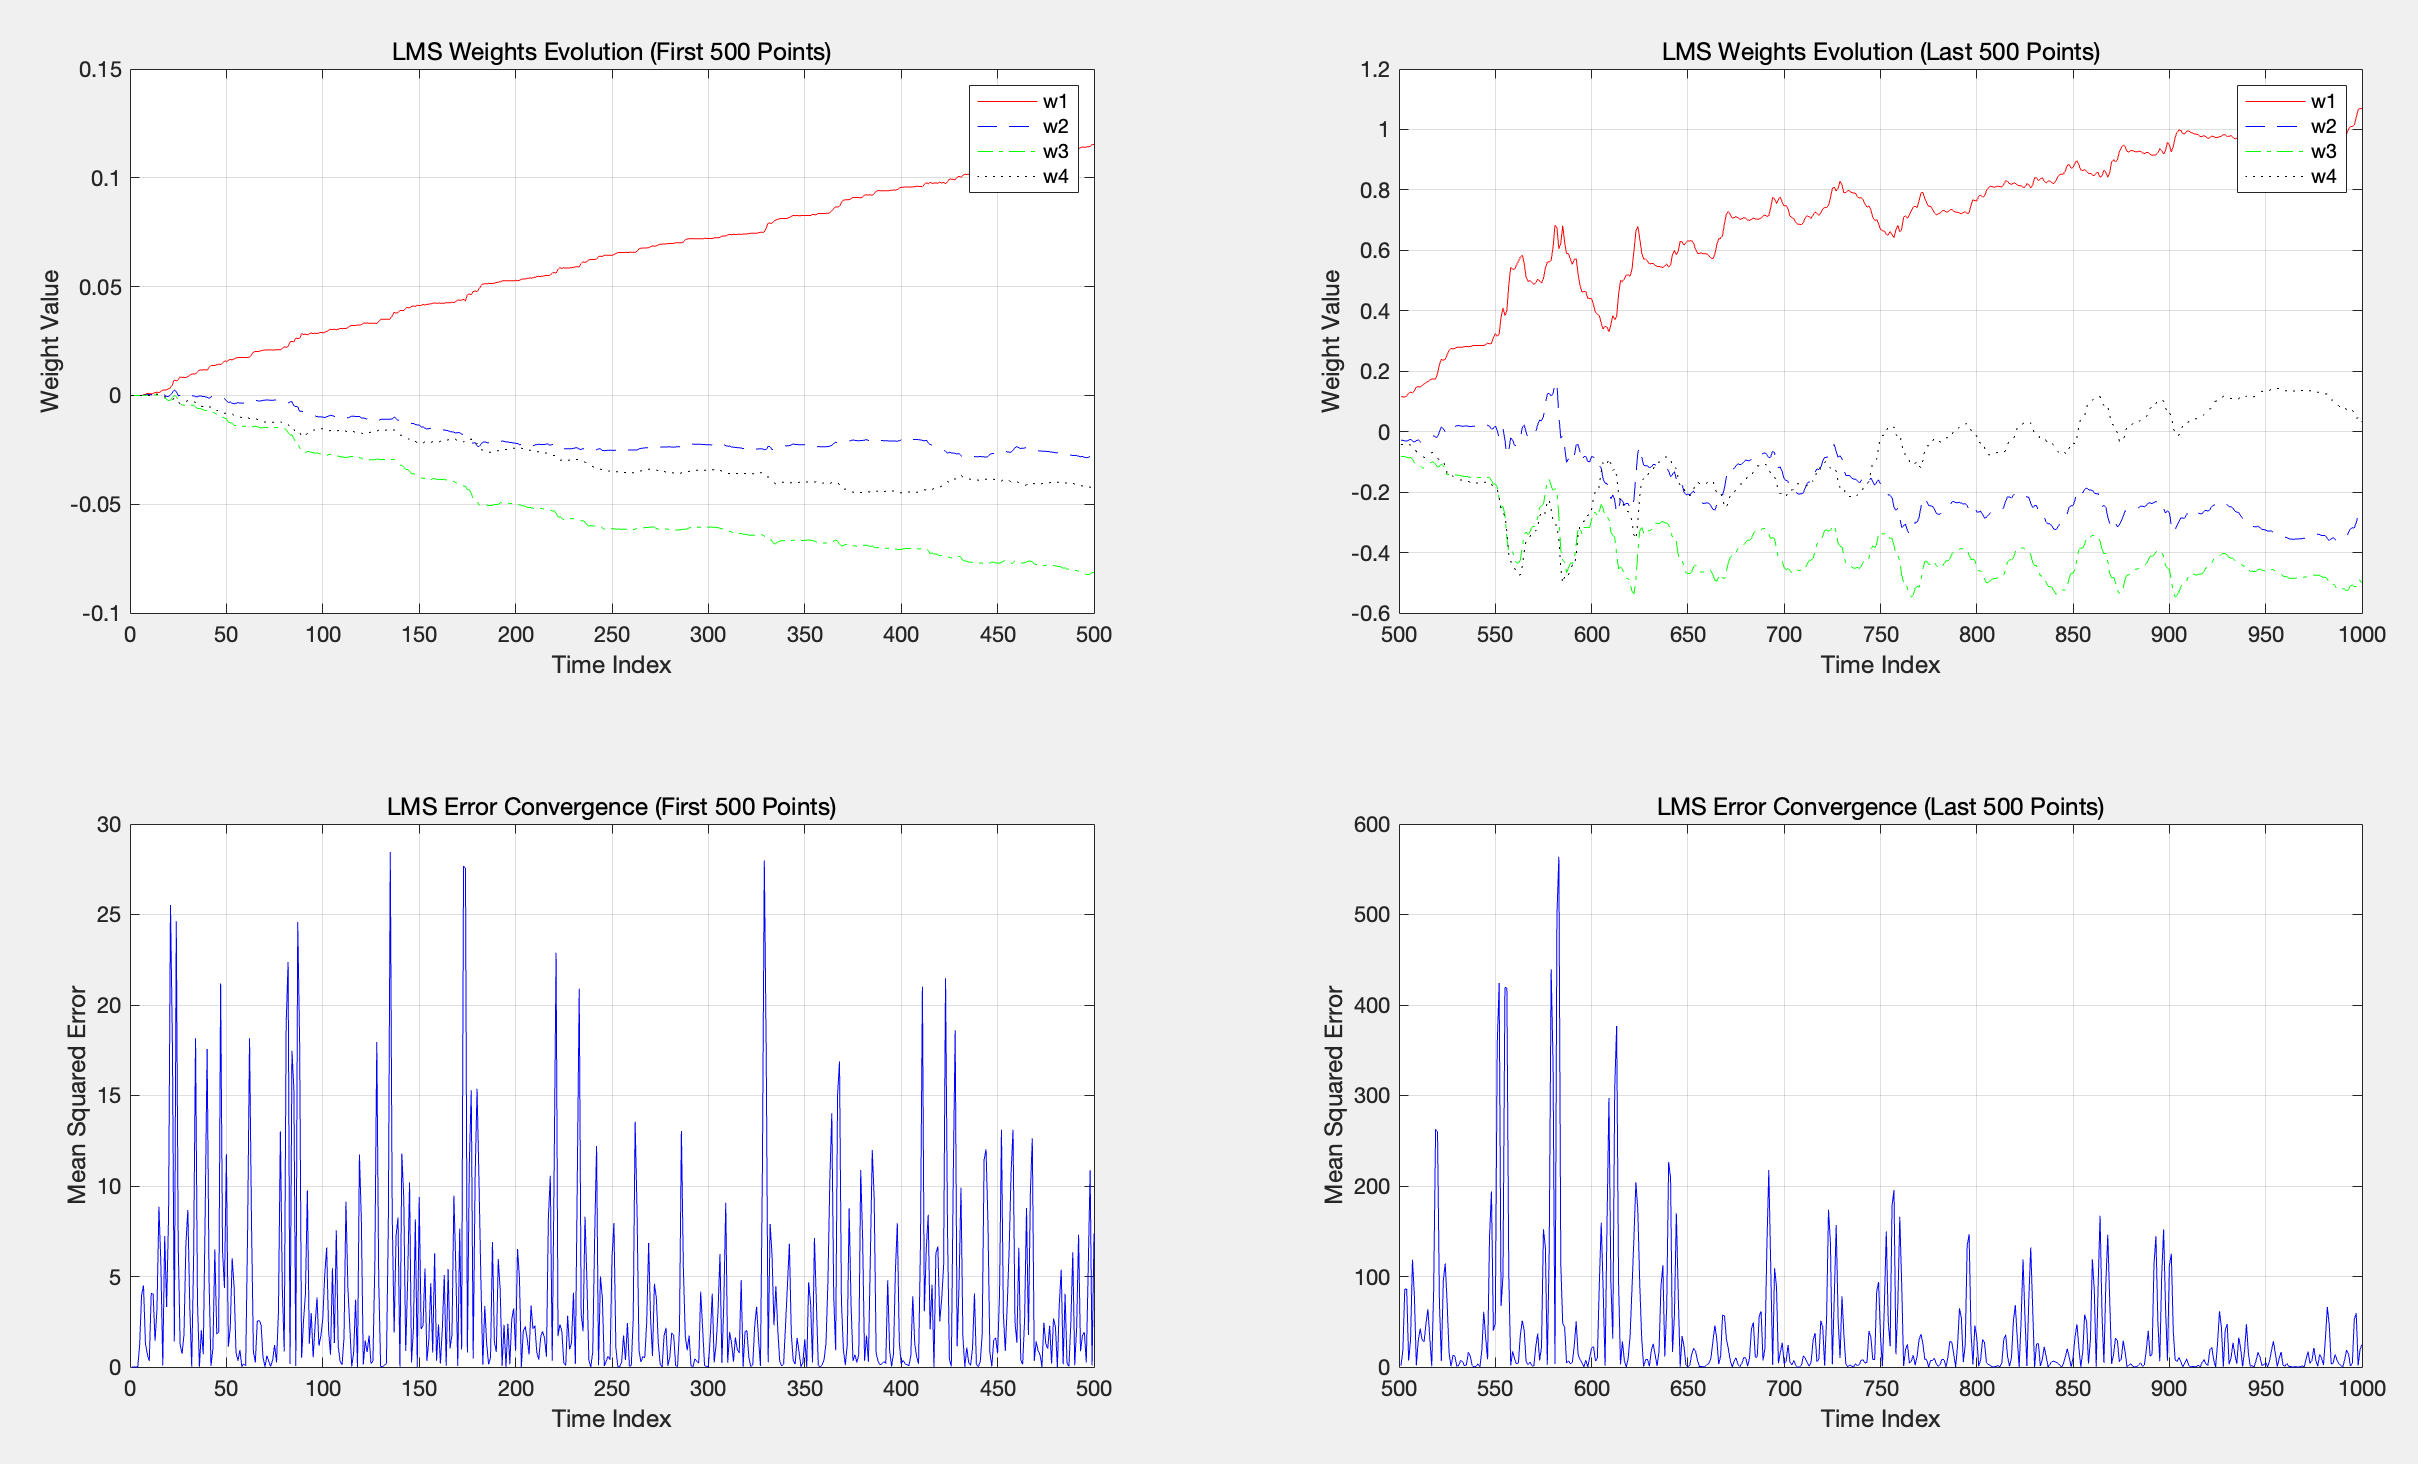 LMS Weights Evolution (First 500 Points)
0.15
0.1
0.05
0
-0.05
-0.1
Weight Value
w1
w2
w3
w4
0 50 100 150 200 250 300 350 400 450 500
Time Index
LMS Weights Evolution (Last 500 Points)
1.2
1
0.8
0.6
0.4
0.2
0
-0.2
-0.4
-0.6
Weight Value
w1
w2
w3
w4
500 550 600 650 700 750 800 850 900 950 1000
Time Index
LMS Error Convergence (First 500 Points)
30
25
20
15
10
5
0
Mean Squared Error
0 50 100 150 200 250 300 350 400 450 500
Time Index
LMS Error Convergence (Last 500 Points)
600
500
400
300
200
100
0
Mean Squared Error
500 550 600 650 700 750 800 850 900 950 1000
Time Index